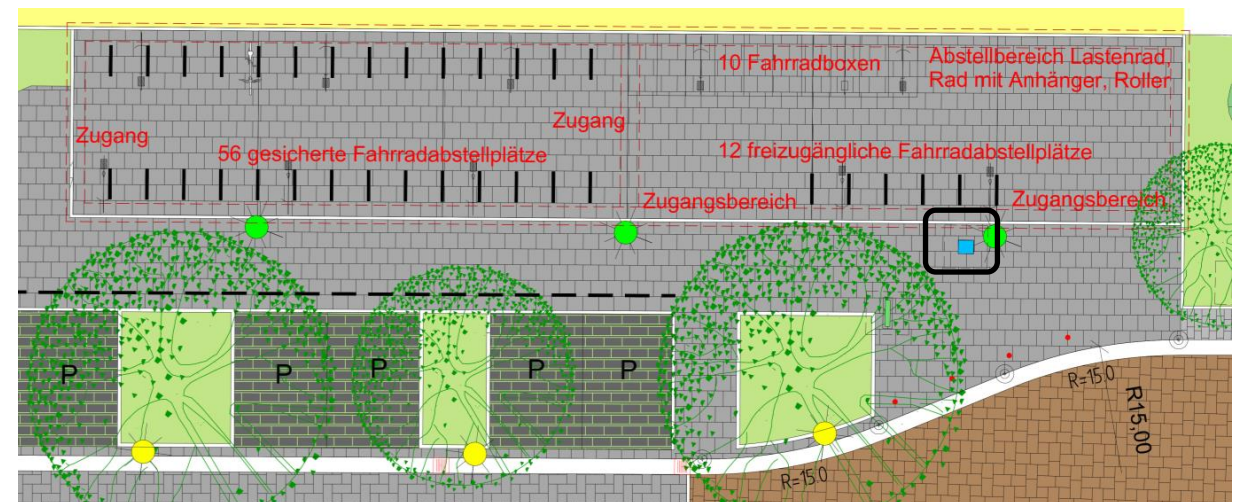 10 Fahrradboxen
Abstellbereich Lastenrad,
Rad mit Anhänger, Roller
Zugang
Zugang
56 gesicherte Fahrradabstellplätze
12 freizugängliche Fahrradabstellplätze
Zugangsbereich
Zugangsbereich
P
P
P
P
P
R=15.0
R15,00
R=15.0